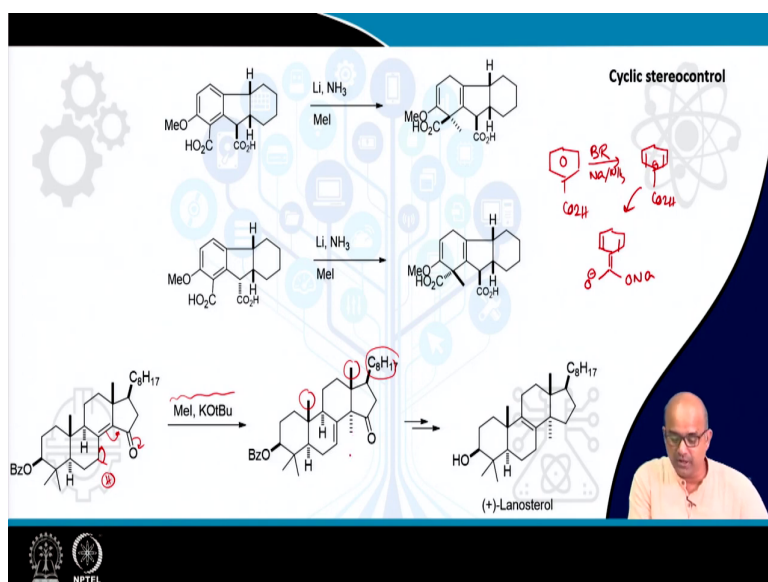 Cyclic stereocontrol
H
Li, NH₃
MeI
MeO
HO₂C
H
CO₂H
H
MeO
HO₂C
H
CO₂H
BR
Na/NH₃
CO₂H
CO₂H
⊖O
ONa
H
Li, NH₃
MeI
MeO
HO₂C
H
CO₂H
H
MeO
HO₂C
H
CO₂H
C₈H₁₇
MeI, KOtBu
H
O
BzO
H
H
C₈H₁₇
H
O
BzO
H
C₈H₁₇
HO
H
(+)-Lanosterol
NPTEL